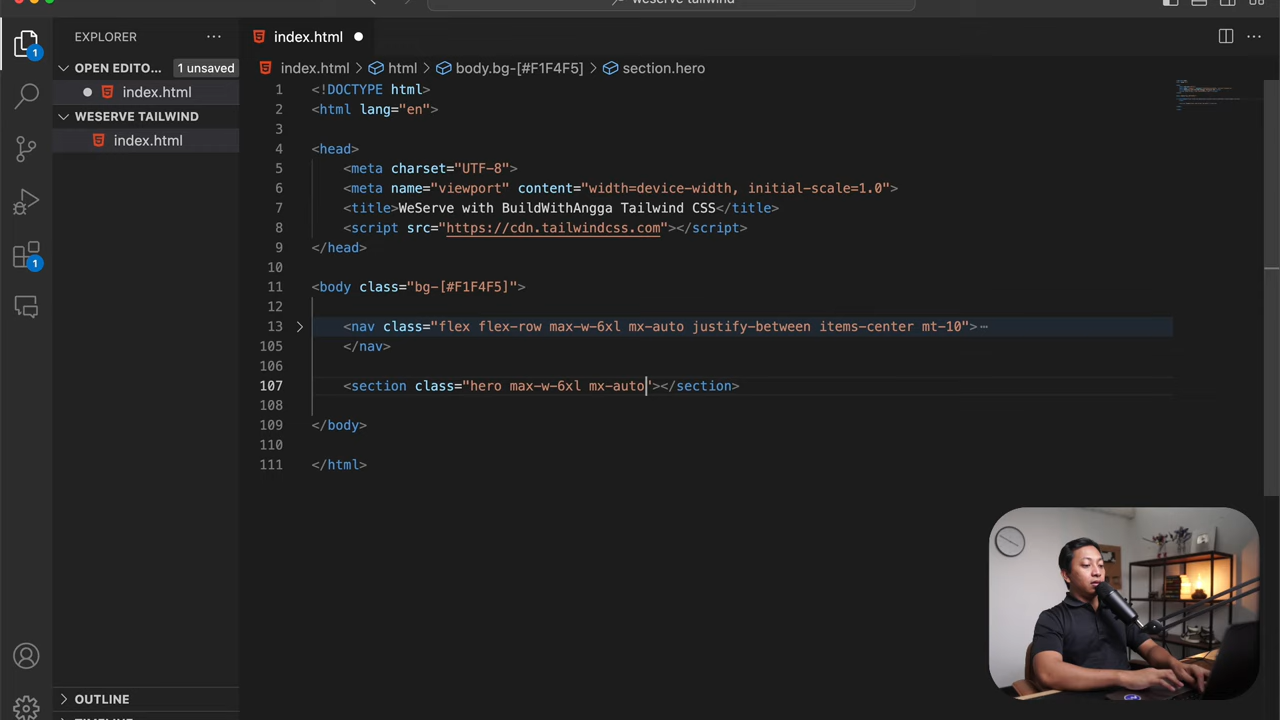 weserve tailwind
EXPLORER
index.html
OPEN EDITO...
1 unsaved
index.html
html
body.bg-[#F1F4F5]
section.hero
index.html
WESERVE TAILWIND
index.html
1
1
1 <!DOCTYPE html>
2 <html lang="en">
3
4 <head>
5 <meta charset="UTF-8">
6 <meta name="viewport" content="width=device-width, initial-scale=1.0">
7 <title>WeServe with BuildWithAngga Tailwind CSS</title>
8 <script src="https://cdn.tailwindcss.com"></script>
9 </head>
10
11 <body class="bg-[#F1F4F5]">
12
13 <nav class="flex flex-row max-w-6xl mx-auto justify-between items-center mt-10">
105 </nav>
106
107 <section class="hero max-w-6xl mx-auto"></section>
108
109 </body>
110
111 </html>
OUTLINE